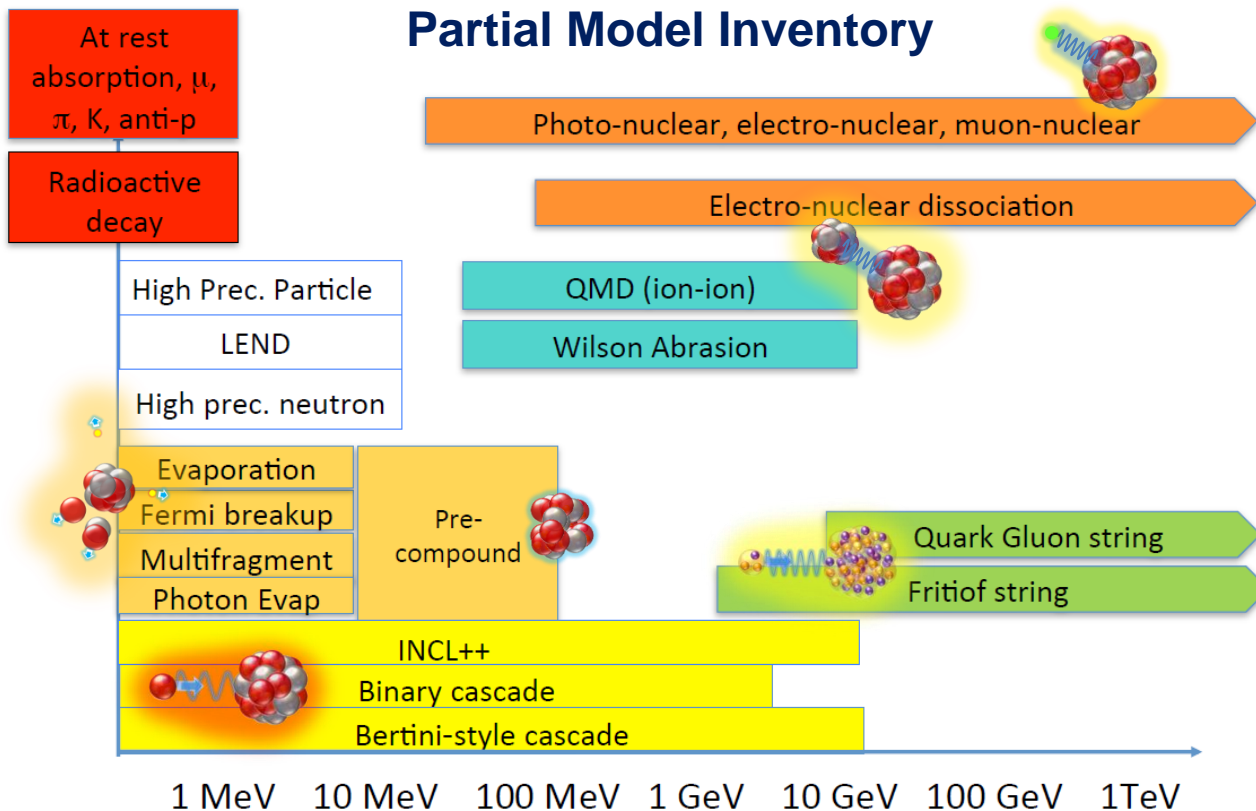 Partial Model Inventory
At rest
absorption, μ,
π, K, anti-p
Photo-nuclear, electro-nuclear, muon-nuclear
Radioactive
decay
Electro-nuclear dissociation
High Prec. Particle
QMD (ion-ion)
LEND
Wilson Abrasion
High prec. neutron
Evaporation
Fermi breakup
Multifragment
Photon Evap
Pre-
compound
Quark Gluon string
Fritiof string
INCL++
Binary cascade
Bertini-style cascade
1 MeV 10 MeV 100 MeV 1 GeV 10 GeV 100 GeV 1TeV